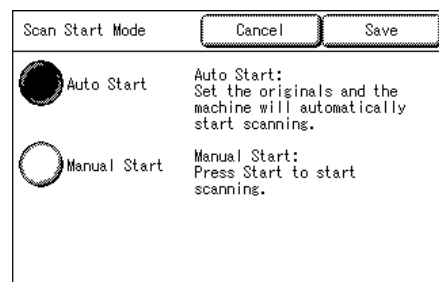 Scan Start Mode
Cancel
Save
Auto Start
Auto Start:
Set the originals and the
machine will automatically
start scanning.
Manual Start
Manual Start:
Press Start to start
scanning.